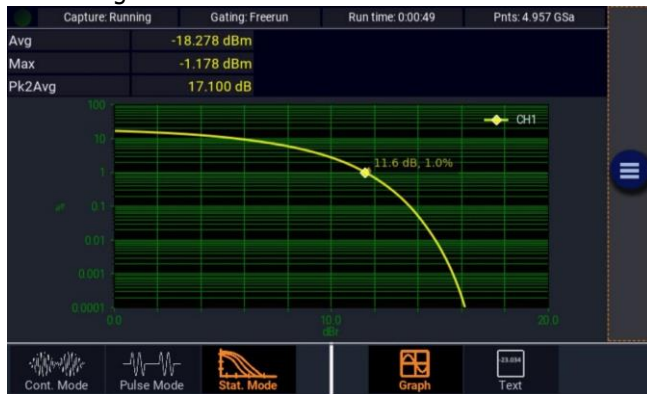 Capture: Running Gating: Freerun Run time: 0:00:49 Pnts: 4.957 GSa
Avg -18.278 dBm
Max -1.178 dBm
Pk2Avg 17.100 dB
100
CH1
10
11.6 dB, 1.0%
1
%
0.1
0.01
0.001
0.0001
0.0 10.0 20.0
dBr
-23.034
Cont. Mode Pulse Mode Stat. Mode Graph Text